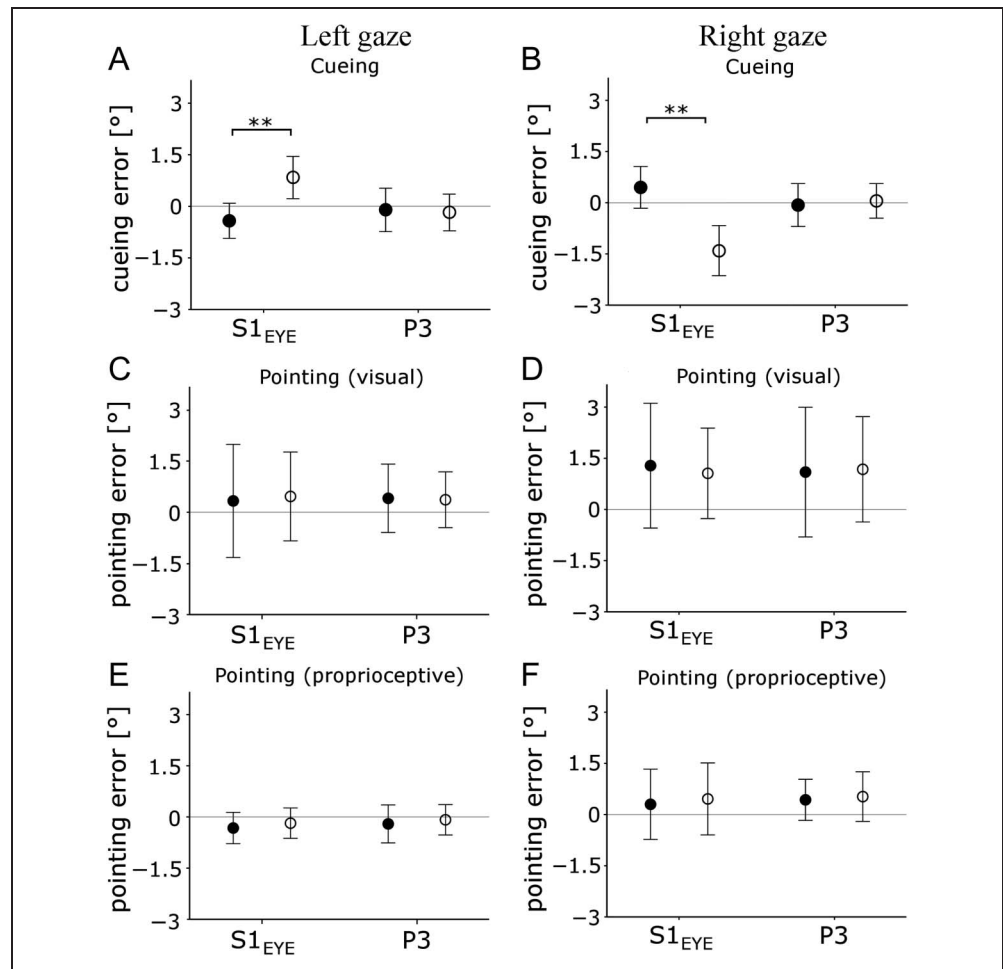 Left gaze
Right gaze
A
Cueing
B
Cueing
cueing error [°]
3
1.5
0
−1.5
−3
**
S1EYE
P3
cueing error [°]
3
1.5
0
−1.5
−3
**
S1EYE
P3
C
Pointing (visual)
D
Pointing (visual)
pointing error [°]
3
1.5
0
−1.5
−3
S1EYE
P3
pointing error [°]
3
1.5
0
−1.5
−3
S1EYE
P3
E
Pointing (proprioceptive)
F
Pointing (proprioceptive)
pointing error [°]
3
1.5
0
−1.5
−3
S1EYE
P3
pointing error [°]
3
1.5
0
−1.5
−3
S1EYE
P3